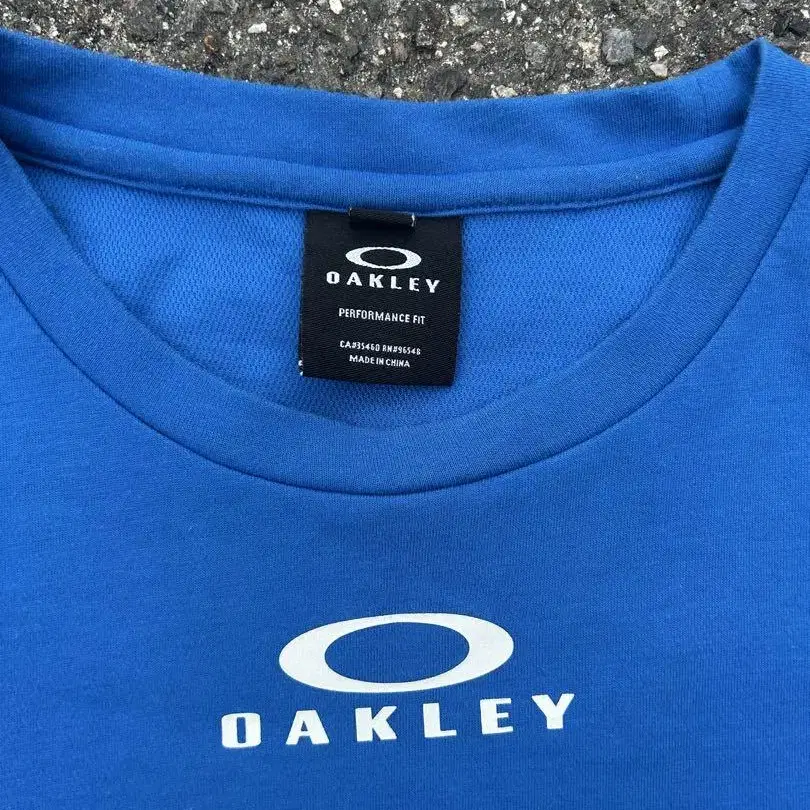 OAKLEY
PERFORMANCE FIT
CA#35460 RN#96548
MADE IN CHINA
OAKLEY